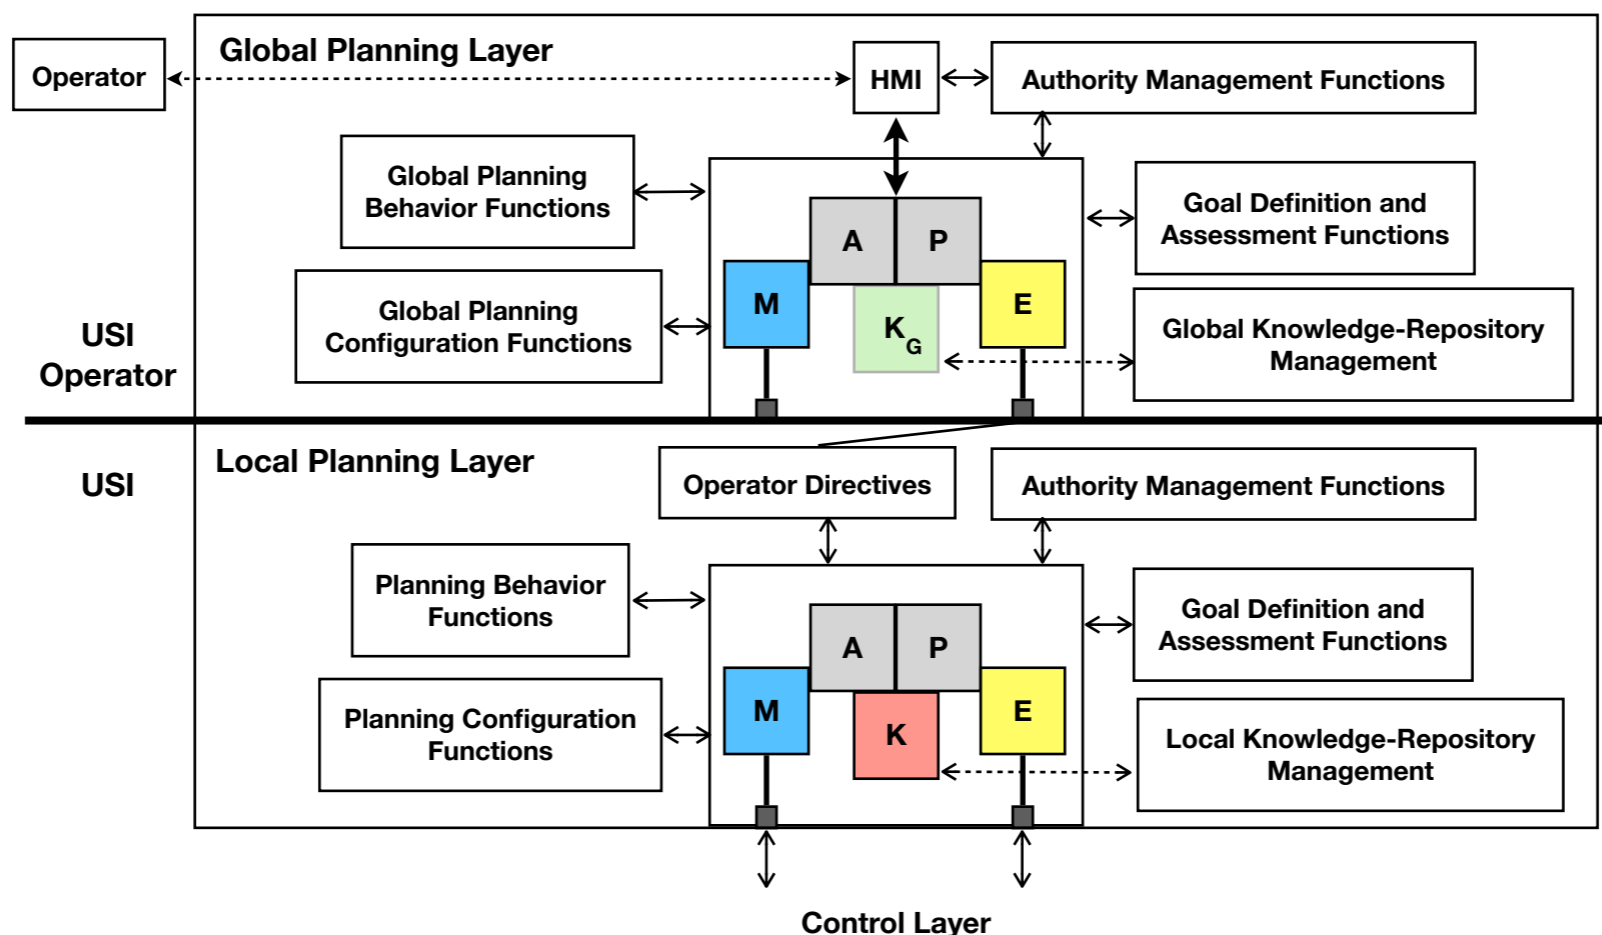 Global Planning Layer
Operator
HMI
Authority Management Functions
Global Planning
Behavior Functions
Goal Definition and
Assessment Functions
A
P
M
E
K
G
Global Planning
Configuration Functions
Global Knowledge-Repository
Management
USI
Operator
Local Planning Layer
USI
Operator Directives
Authority Management Functions
Planning Behavior
Functions
Goal Definition and
Assessment Functions
A
P
M
E
K
Planning Configuration
Functions
Local Knowledge-Repository
Management
Control Layer